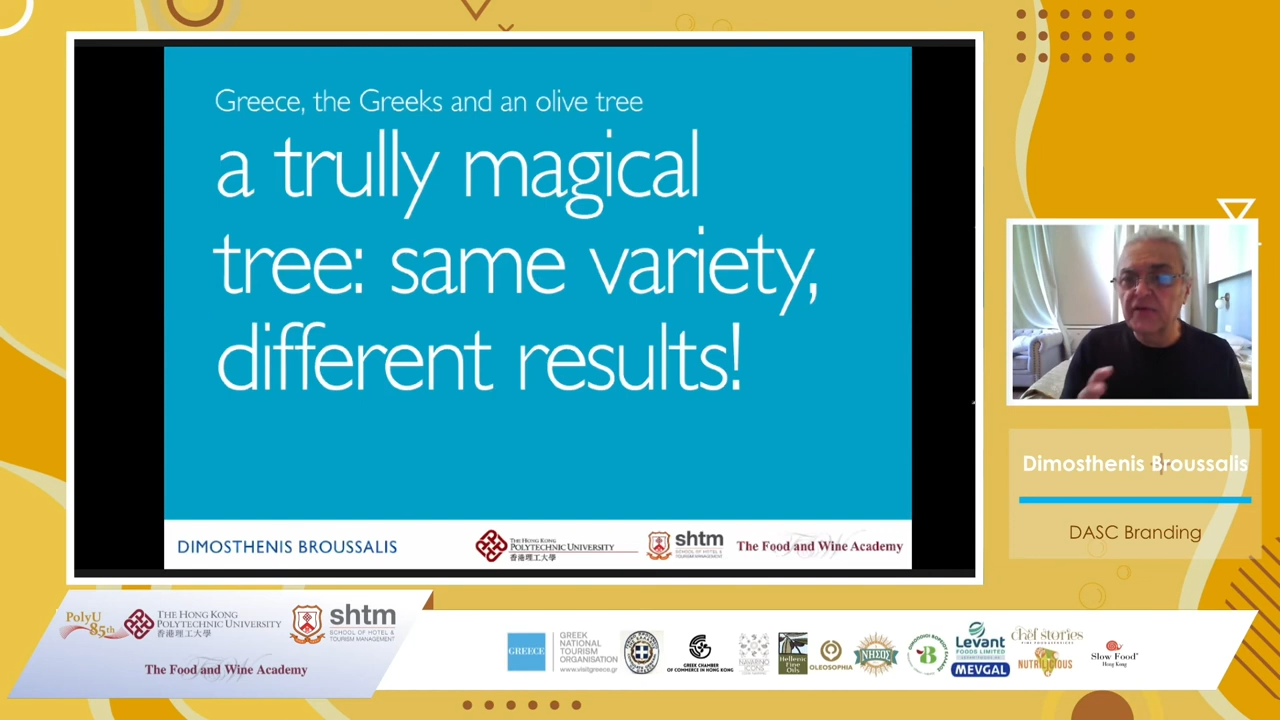 Greece, the Greeks and an olive tree
a trully magical
tree: same variety,
different results!
DIMOSTHENIS BROUSSALIS
THE HONG KONG
POLYTECHNIC UNIVERSITY
香港理工大學
shtm
SCHOOL OF HOTEL &
TOURISM MANAGEMENT
The Food and Wine Academy
Dimosthenis Broussalis
DASC Branding
PolyU
85th
THE HONG KONG
POLYTECHNIC UNIVERSITY
香港理工大學
shtm
SCHOOL OF HOTEL &
TOURISM MANAGEMENT
The Food and Wine Academy
GREECE
GREEK
NATIONAL
TOURISM
ORGANISATION
www.visitgreece.gr
GREEK CHAMBER
OF COMMERCE IN HONG KONG
Hellenic
Fine
Oils
OLEOSOPHIA
ΝΗΣΟΣ
Levant
FOODS LIMITED
MEVGAL
chef stories
NUTRILICIOUS
Slow Food
Hong Kong